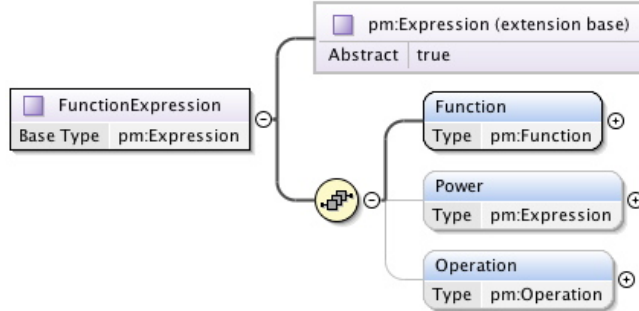 pm:Expression (extension base)
Abstract true
FunctionExpression
Base Type pm:Expression
Function
Type pm:Function
Power
Type pm:Expression
Operation
Type pm:Operation